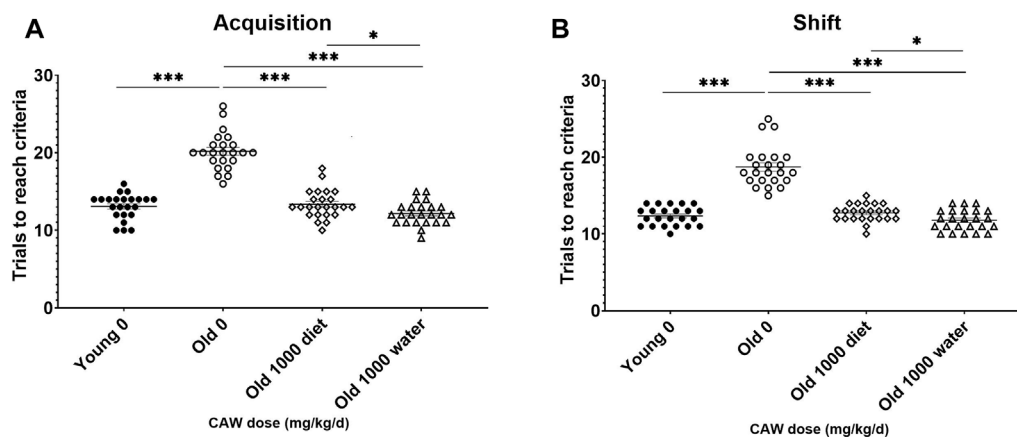 A
Acquisition
*
***
***
***
Trials to reach criteria
30
20
10
0
Young 0
Old 0
Old 1000 diet
Old 1000 water
CAW dose (mg/kg/d)
B
Shift
*
***
***
***
Trials to reach criteria
30
20
10
0
Young 0
Old 0
Old 1000 diet
Old 1000 water
CAW dose (mg/kg/d)